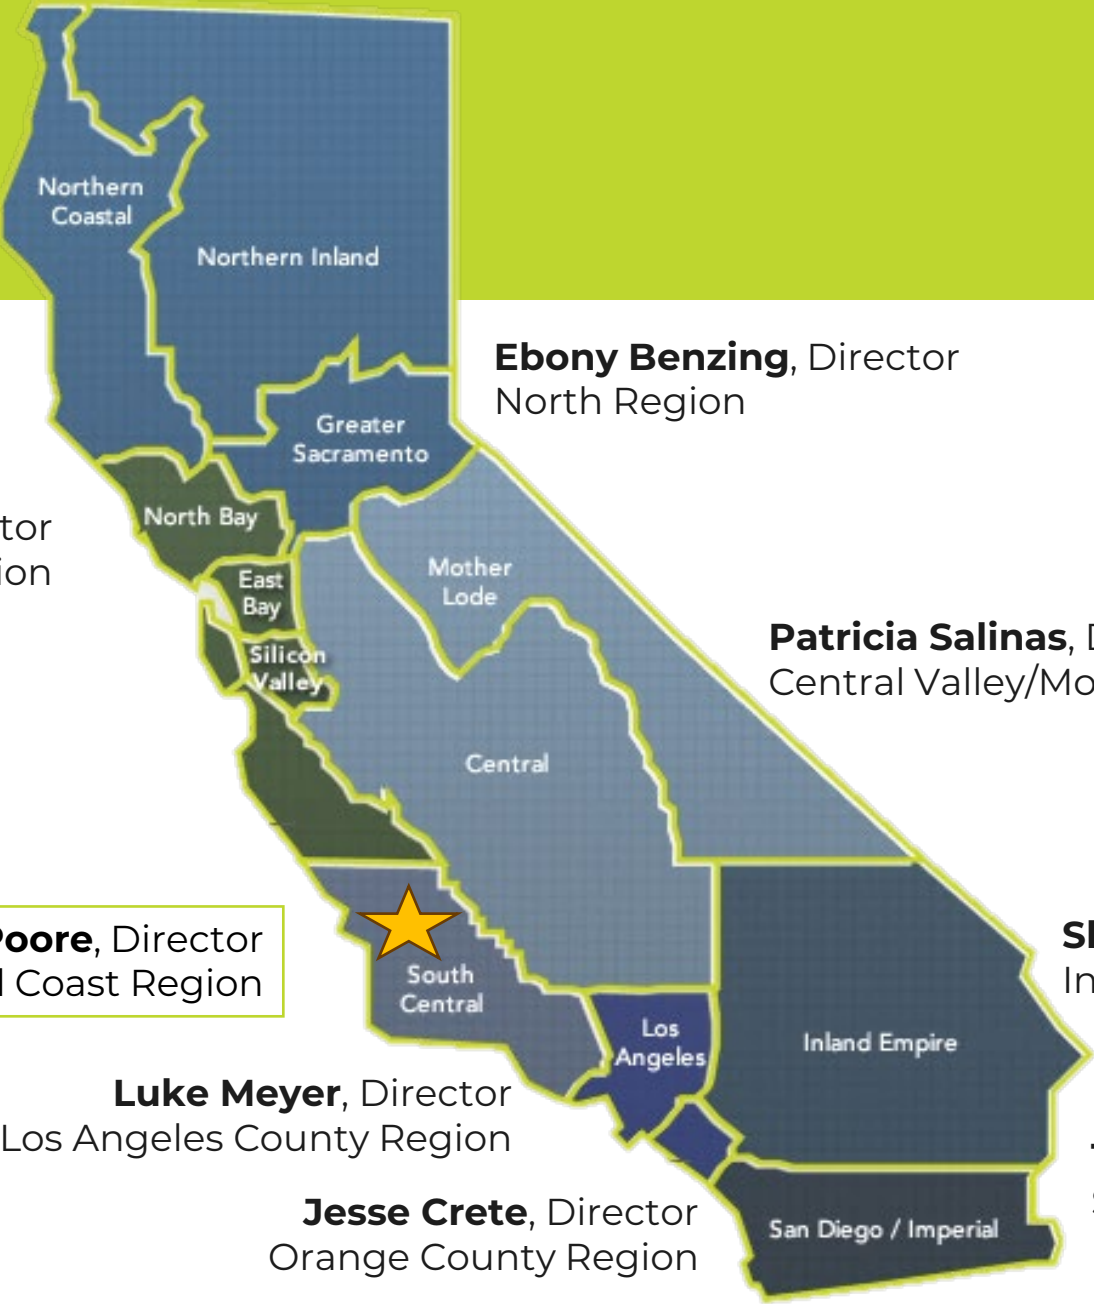 Northern
Coastal
Northern Inland
Ebony Benzing, Director
North Region
Greater
Sacramento
North Bay
East
Bay
Mother
Lode
Silicon
Valley
Patricia Salinas,
Central
Poore, Director
Coast Region
South
Central
Los
Angeles
Inland Empire
Luke Meyer, Director
Los Angeles County Region
Jesse Crete, Director
Orange County Region
San Diego / Imperial
Central Valley/